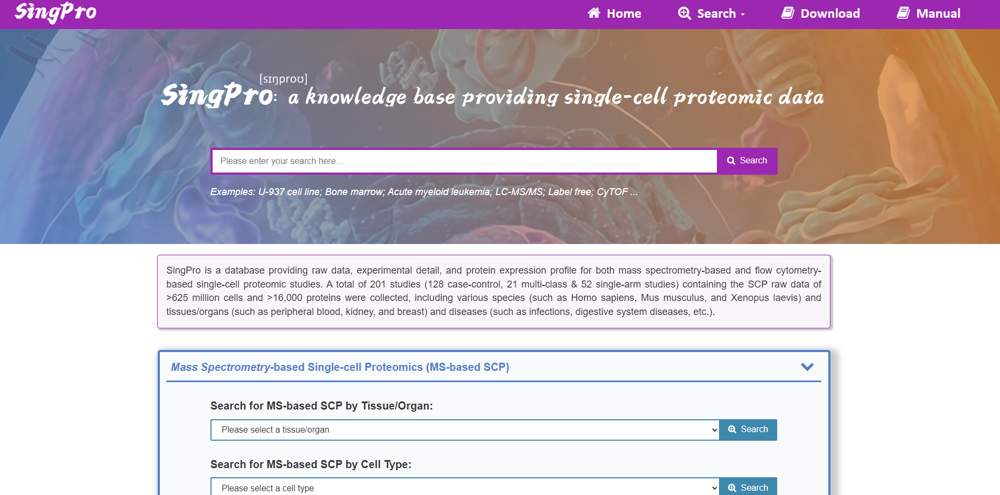 SingPro
Home
Search
Download
Manual
[sɪŋproʊ]
SingPro: a knowledge base providing single-cell proteomic data
Please enter your search here...
Search
Examples: U-937 cell line; Bone marrow; Acute myeloid leukemia; LC-MS/MS; Label free; CyTOF ...
SingPro is a database providing raw data, experimental detail, and protein expression profile for both mass spectrometry-based and flow cytometry-
based single-cell proteomic studies. A total of 201 studies (128 case-control, 21 multi-class & 52 single-arm studies) containing the SCP raw data of
>625 million cells and >16,000 proteins were collected, including various species (such as Homo sapiens, Mus musculus, and Xenopus laevis) and
tissues/organs (such as peripheral blood, kidney, and breast) and diseases (such as infections, digestive system diseases, etc.).
Mass Spectrometry-based Single-cell Proteomics (MS-based SCP)
Search for MS-based SCP by Tissue/Organ:
Please select a tissue/organ
Search
Search for MS-based SCP by Cell Type:
Please select a cell type
Search